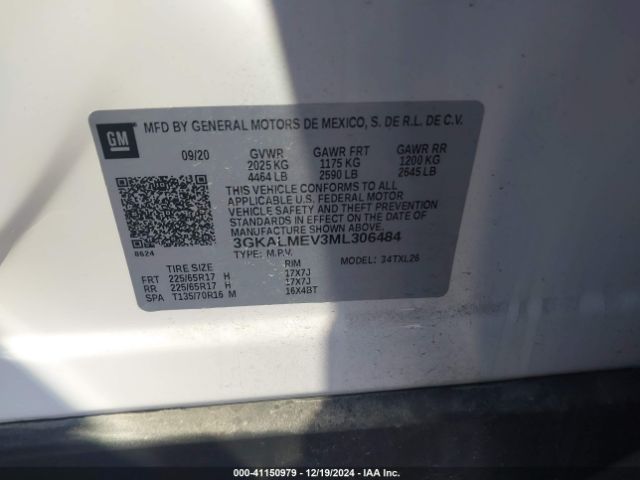 GM
MFD BY GENERAL MOTORS DE MEXICO, S. DE R.L. DE C.V.
09/20 GVWR GAWR FRT GAWR RR
2025 KG 1175 KG 1200 KG
4464 LB 2590 LB 2645 LB
THIS VEHICLE CONFORMS TO ALL
APPLICABLE U.S. FEDERAL MOTOR
VEHICLE SAFETY AND THEFT PREVENTION
STANDARDS IN EFFECT ON THE DATE OF
MANUFACTURE SHOWN ABOVE.
3GKALMEV3ML306484
8624
TYPE: M.P.V. MODEL: 34TXL26
TIRE SIZE RIM
FRT 225/65R17 H 17X7J
RR 225/65R17 H 17X7J
SPA T135/70R16 M 16X4BT
000-41150979 - 12/19/2024 - IAA Inc.